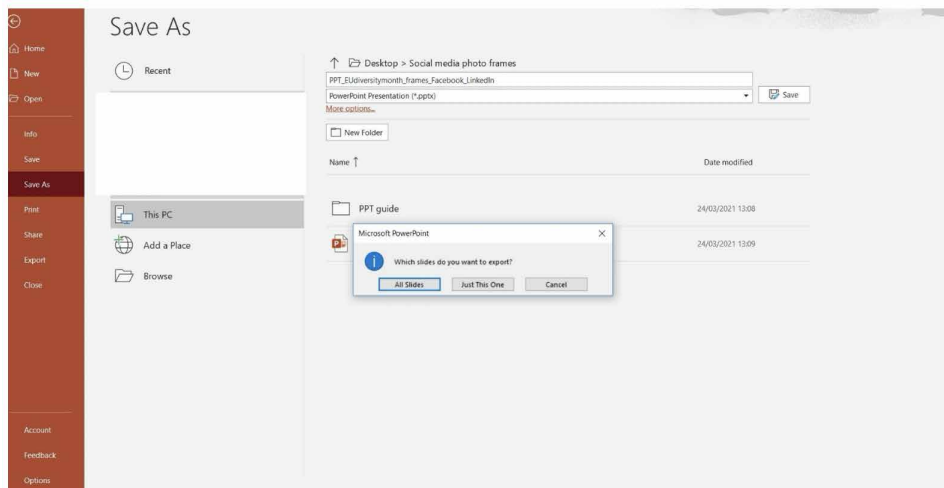 Save As
Home
New
Open
Info
Save
Save As
Print
Share
Export
Close
Account
Feedback
Options
Recent
This PC
Add a Place
Browse
Desktop > Social media photo frames
PPT_EUdiversitymonth_frames_Facebook_LinkedIn
PowerPoint Presentation (*.pptx)
Save
More options...
New Folder
Name ↑ Date modified
PPT guide 24/03/2021 13:08
24/03/2021 13:09
Microsoft PowerPoint
Which slides do you want to export?
All Slides Just This One Cancel